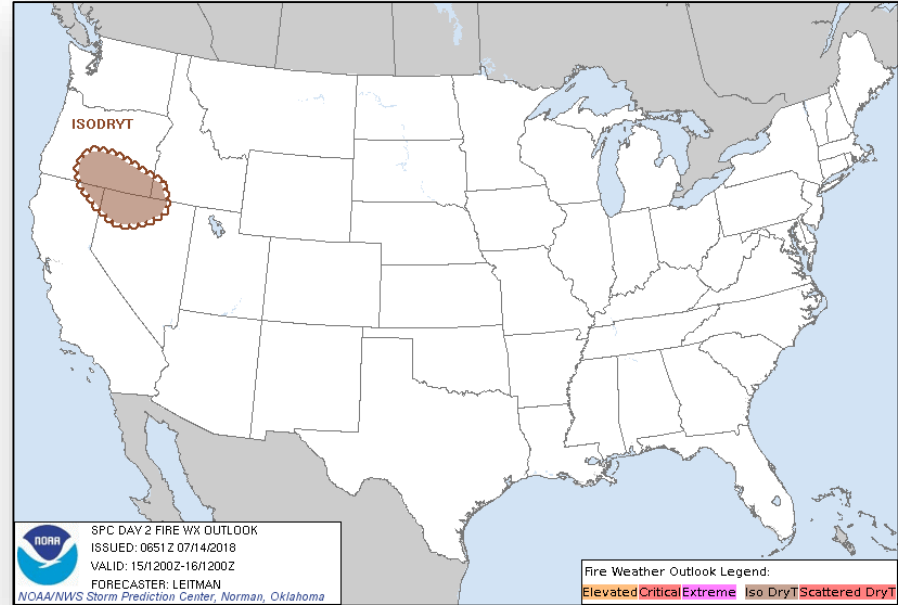 ISODRYT
NOAA
SPC DAY 2 FIRE WX OUTLOOK
ISSUED: 0651Z 07/14/2018
VALID: 15/1200Z-16/1200Z
FORECASTER: LEITMAN
NOAA/NWS Storm Prediction Center, Norman, Oklahoma
Fire Weather Outlook Legend:
Elevated Critical Extreme Iso DryT Scattered DryT